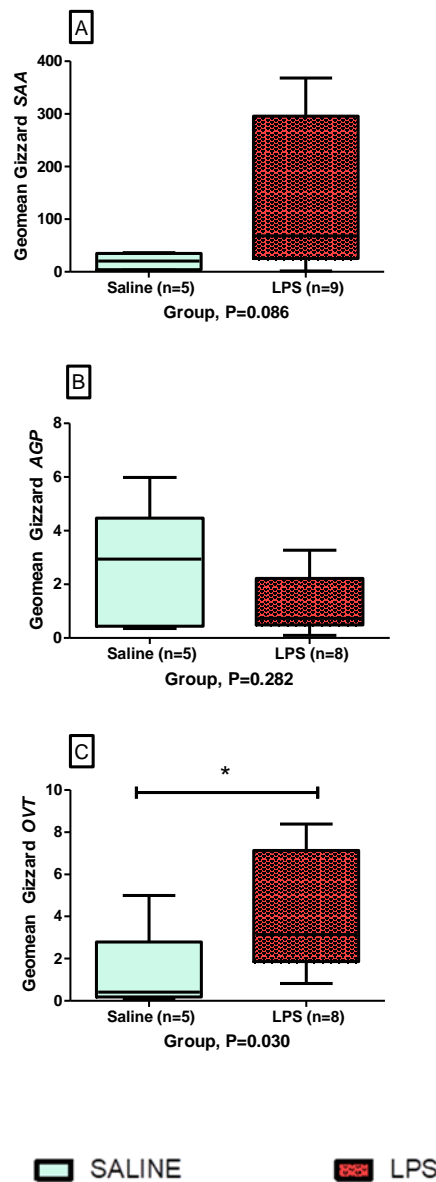 A
Geomean Gizzard SAA
400
300
200
100
0
Saline (n=5) LPS (n=9)
Group, P=0.086
B
Geomean Gizzard AGP
8
6
4
2
0
Saline (n=5) LPS (n=8)
Group, P=0.282
C
Geomean Gizzard OVT
10
8
6
4
2
0
*
Saline (n=5) LPS (n=8)
Group, P=0.030
SALINE LPS